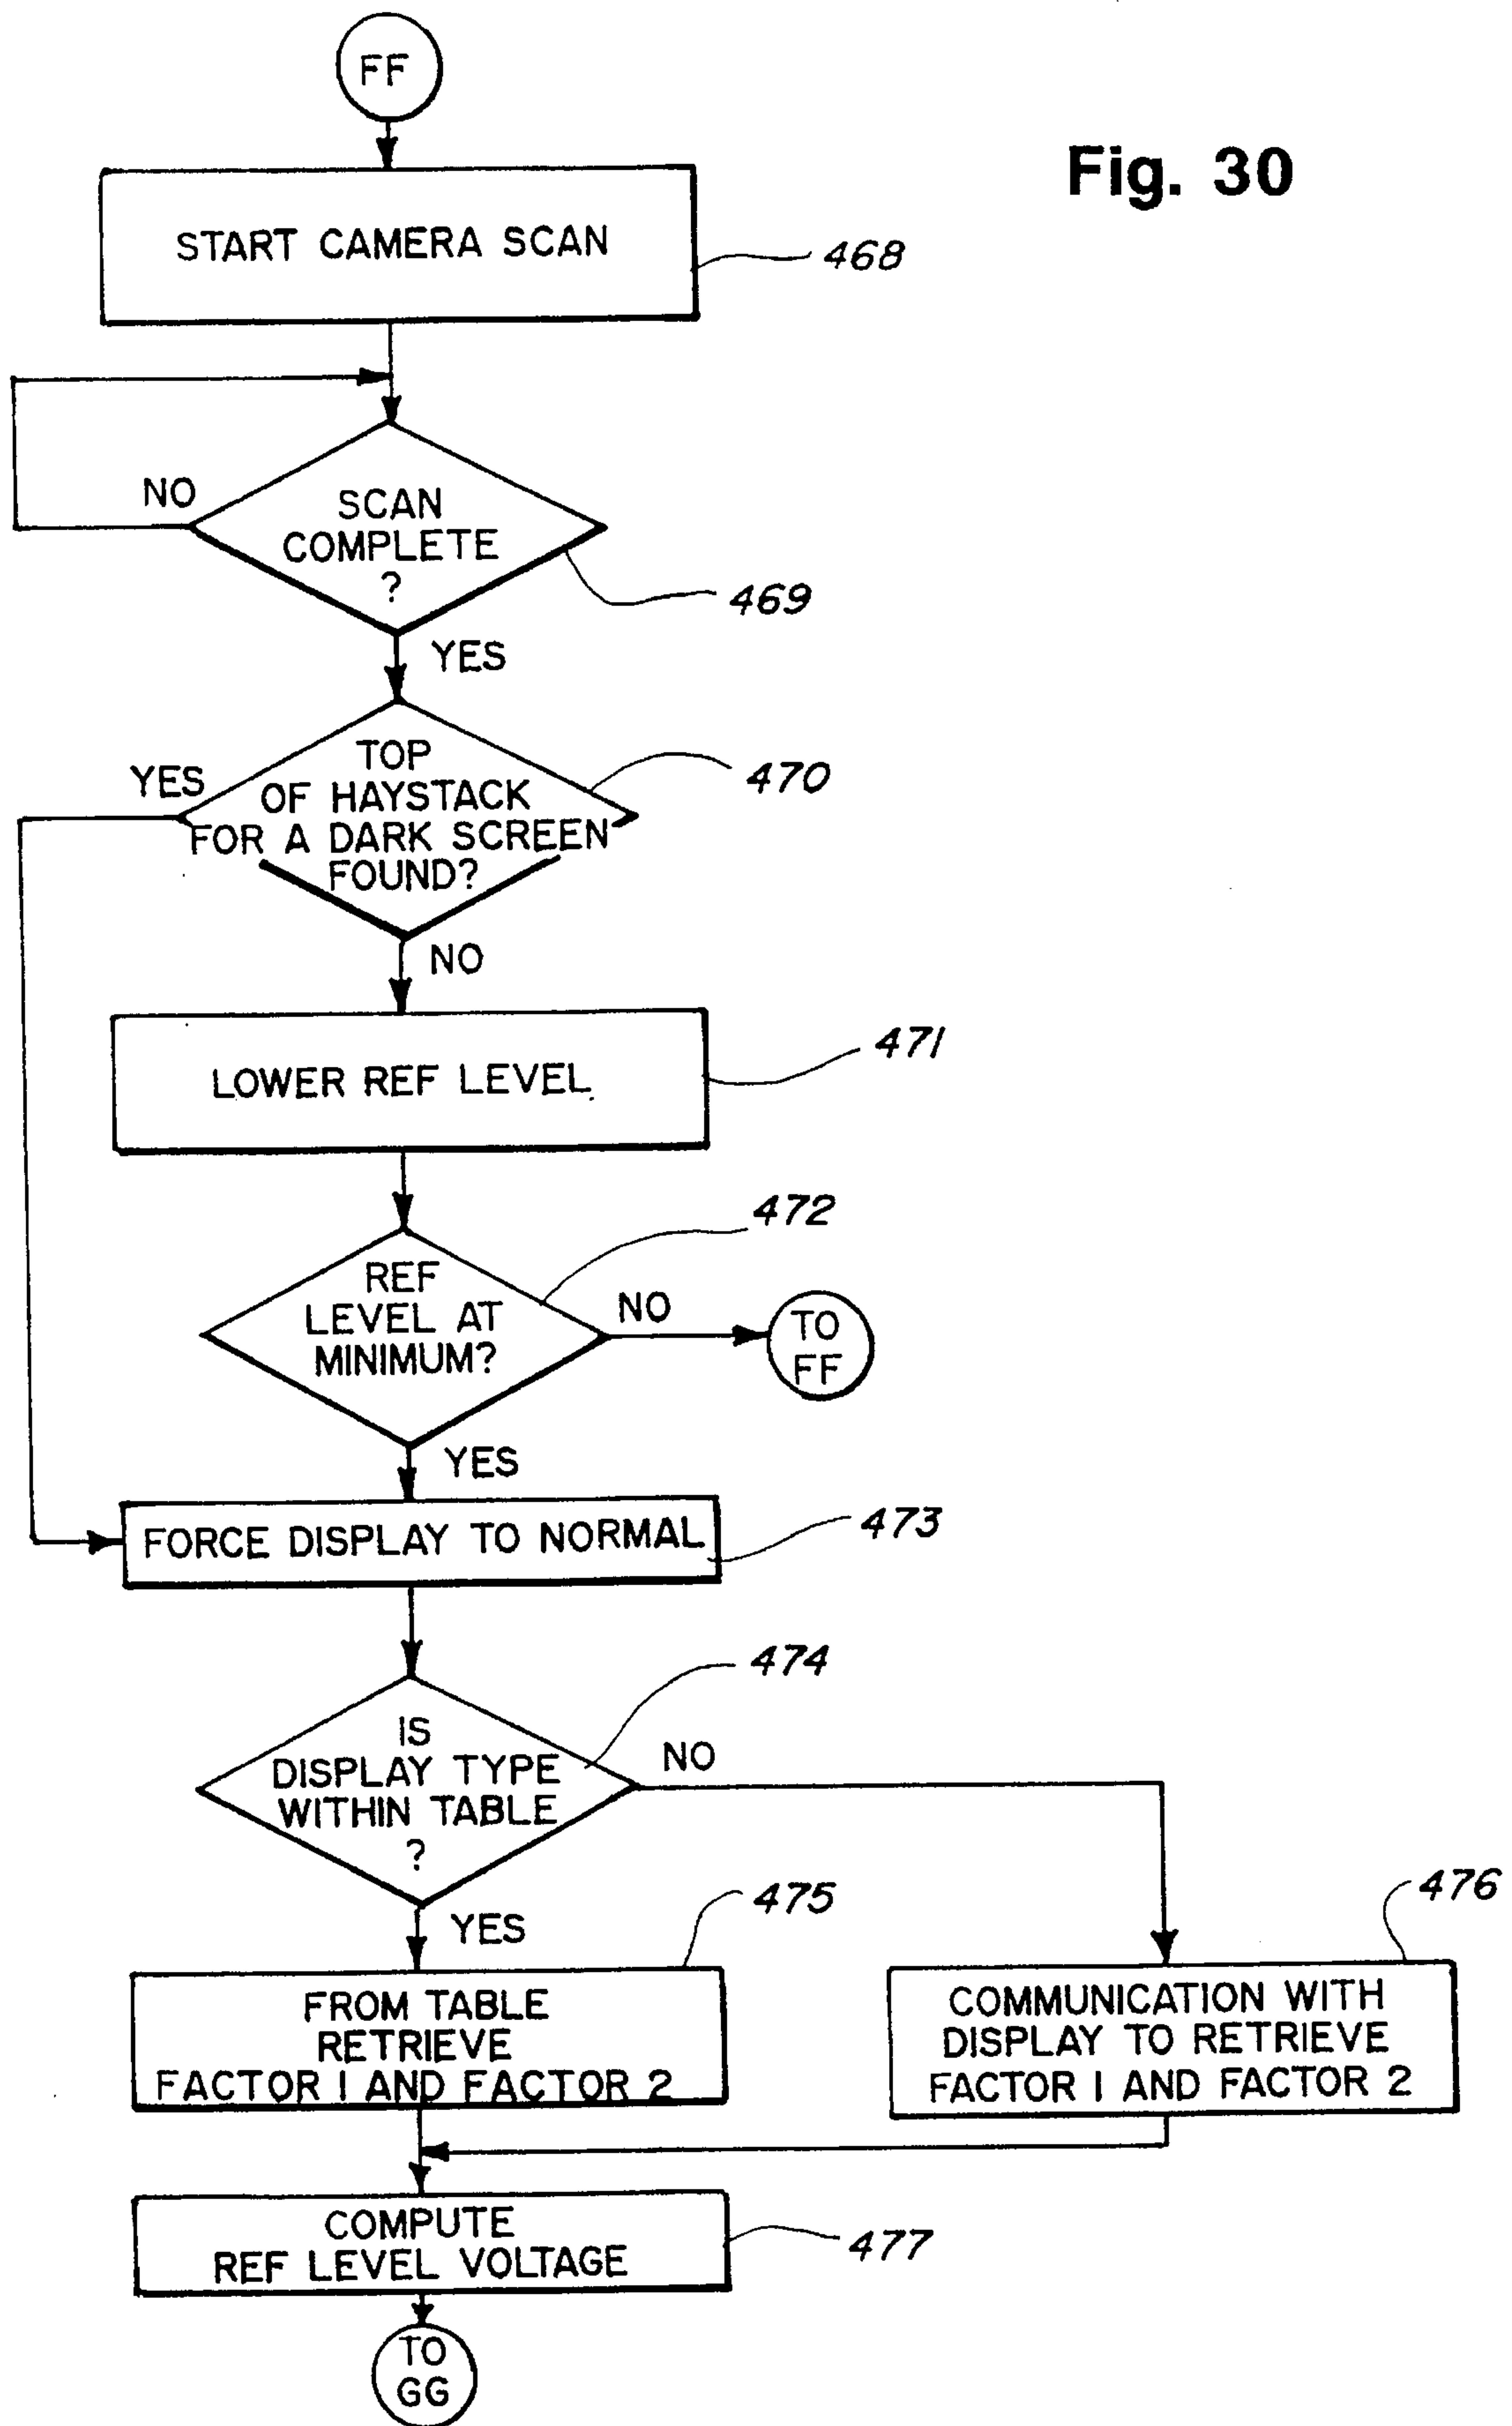 FF
Fig. 30
START CAMERA SCAN
468
NO
SCAN
COMPLETE
?
469
YES
TOP
OF HAYSTACK
FOR A DARK SCREEN
FOUND?
YES
470
NO
LOWER REF LEVEL
471
472
REF
LEVEL AT
MINIMUM?
NO
TO
FF
YES
FORCE DISPLAY TO NORMAL
473
474
IS
DISPLAY TYPE
WITHIN TABLE
?
NO
YES
475
476
FROM TABLE
RETRIEVE
FACTOR 1 AND FACTOR 2
COMMUNICATION WITH
DISPLAY TO RETRIEVE
FACTOR 1 AND FACTOR 2
COMPUTE
REF LEVEL VOLTAGE
477
TO
GG